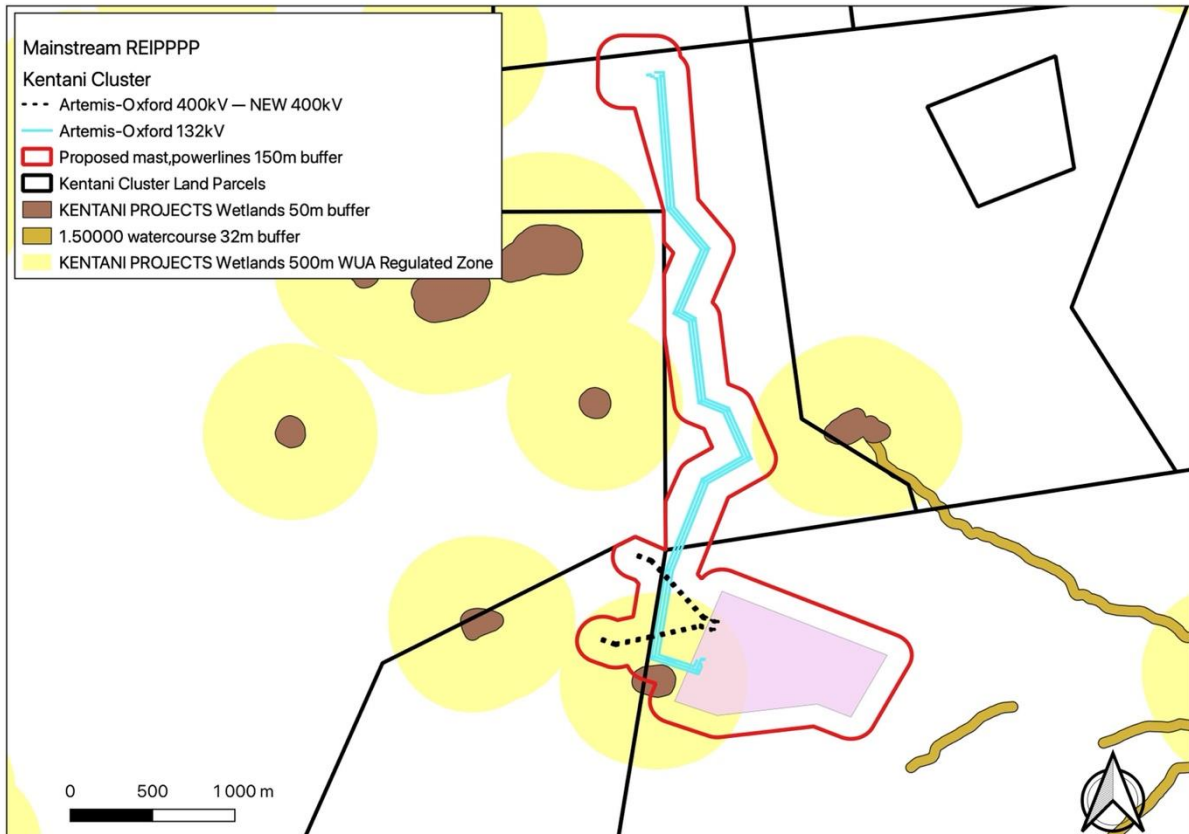 Mainstream REIPPPP
Kentani Cluster
Artemis-Oxford 400kV — NEW 400kV
Artemis-Oxford 132kV
Proposed mast,powerlines 150m buffer
Kentani Cluster Land Parcels
KENTANI PROJECTS Wetlands 50m buffer
1.50000 watercourse 32m buffer
KENTANI PROJECTS Wetlands 500m WUA Regulated Zone
0 500 1 000 m